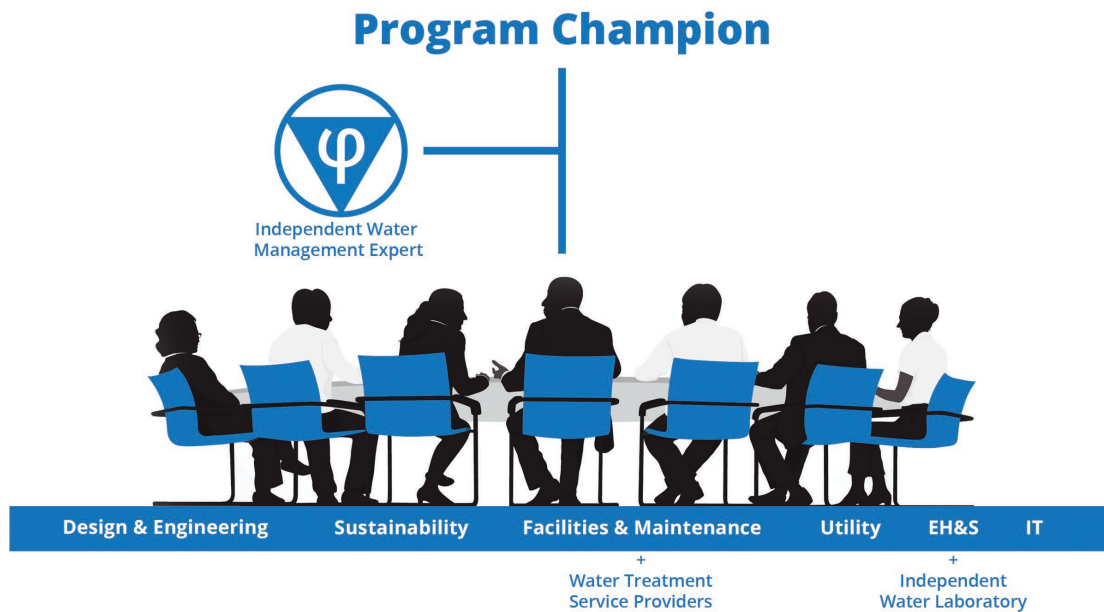 Program Champion
φ
Independent Water
Management Expert
Design & Engineering Sustainability Facilities & Maintenance Utility EH&S IT
+
Water Treatment
Service Providers
+
Independent
Water Laboratory